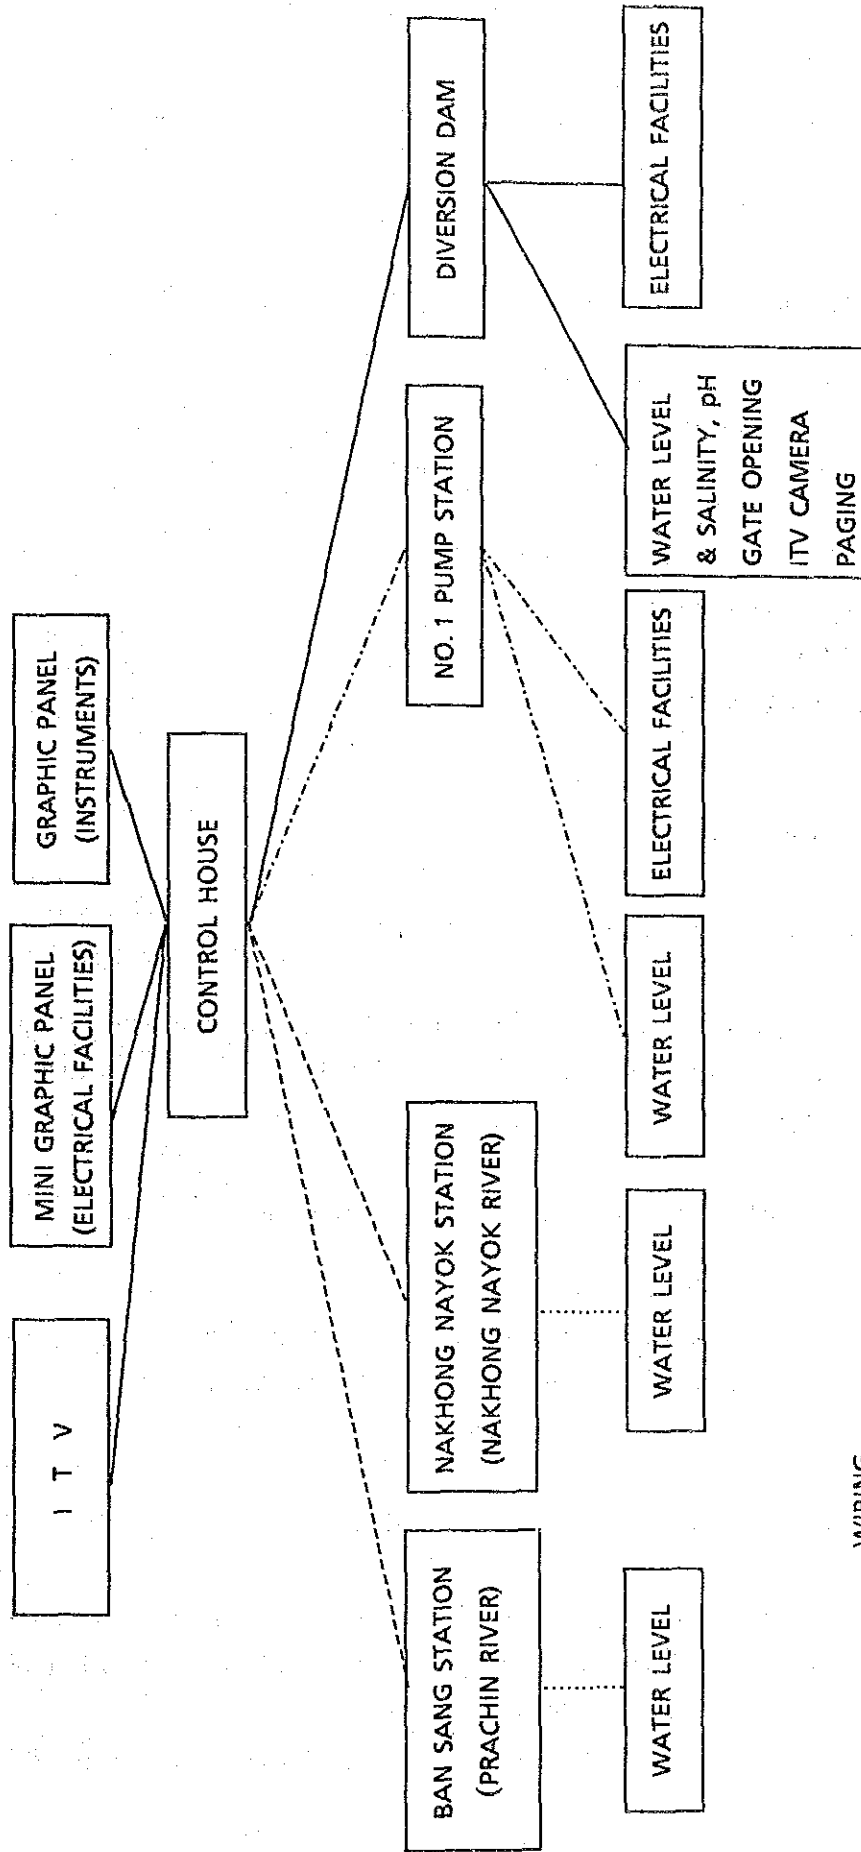 I T V
MINI GRAPHIC PANEL
(ELECTRICAL FACILITIES)
GRAPHIC PANEL
(INSTRUMENTS)
CONTROL HOUSE
BAN SANG STATION
(PRACHIN RIVER)
NAKHONG NAYOK STATION
(NAKHONG NAYOK RIVER)
NO.1 PUMP STATION
DIVERSION DAM
WATER LEVEL
WATER LEVEL
WATER LEVEL
ELECTRICAL FACILITIES
WATER LEVEL
& SALINITY, pH
GATE OPENING
ITV CAMERA
PAGING
ELECTRICAL FACILITIES
WIRING